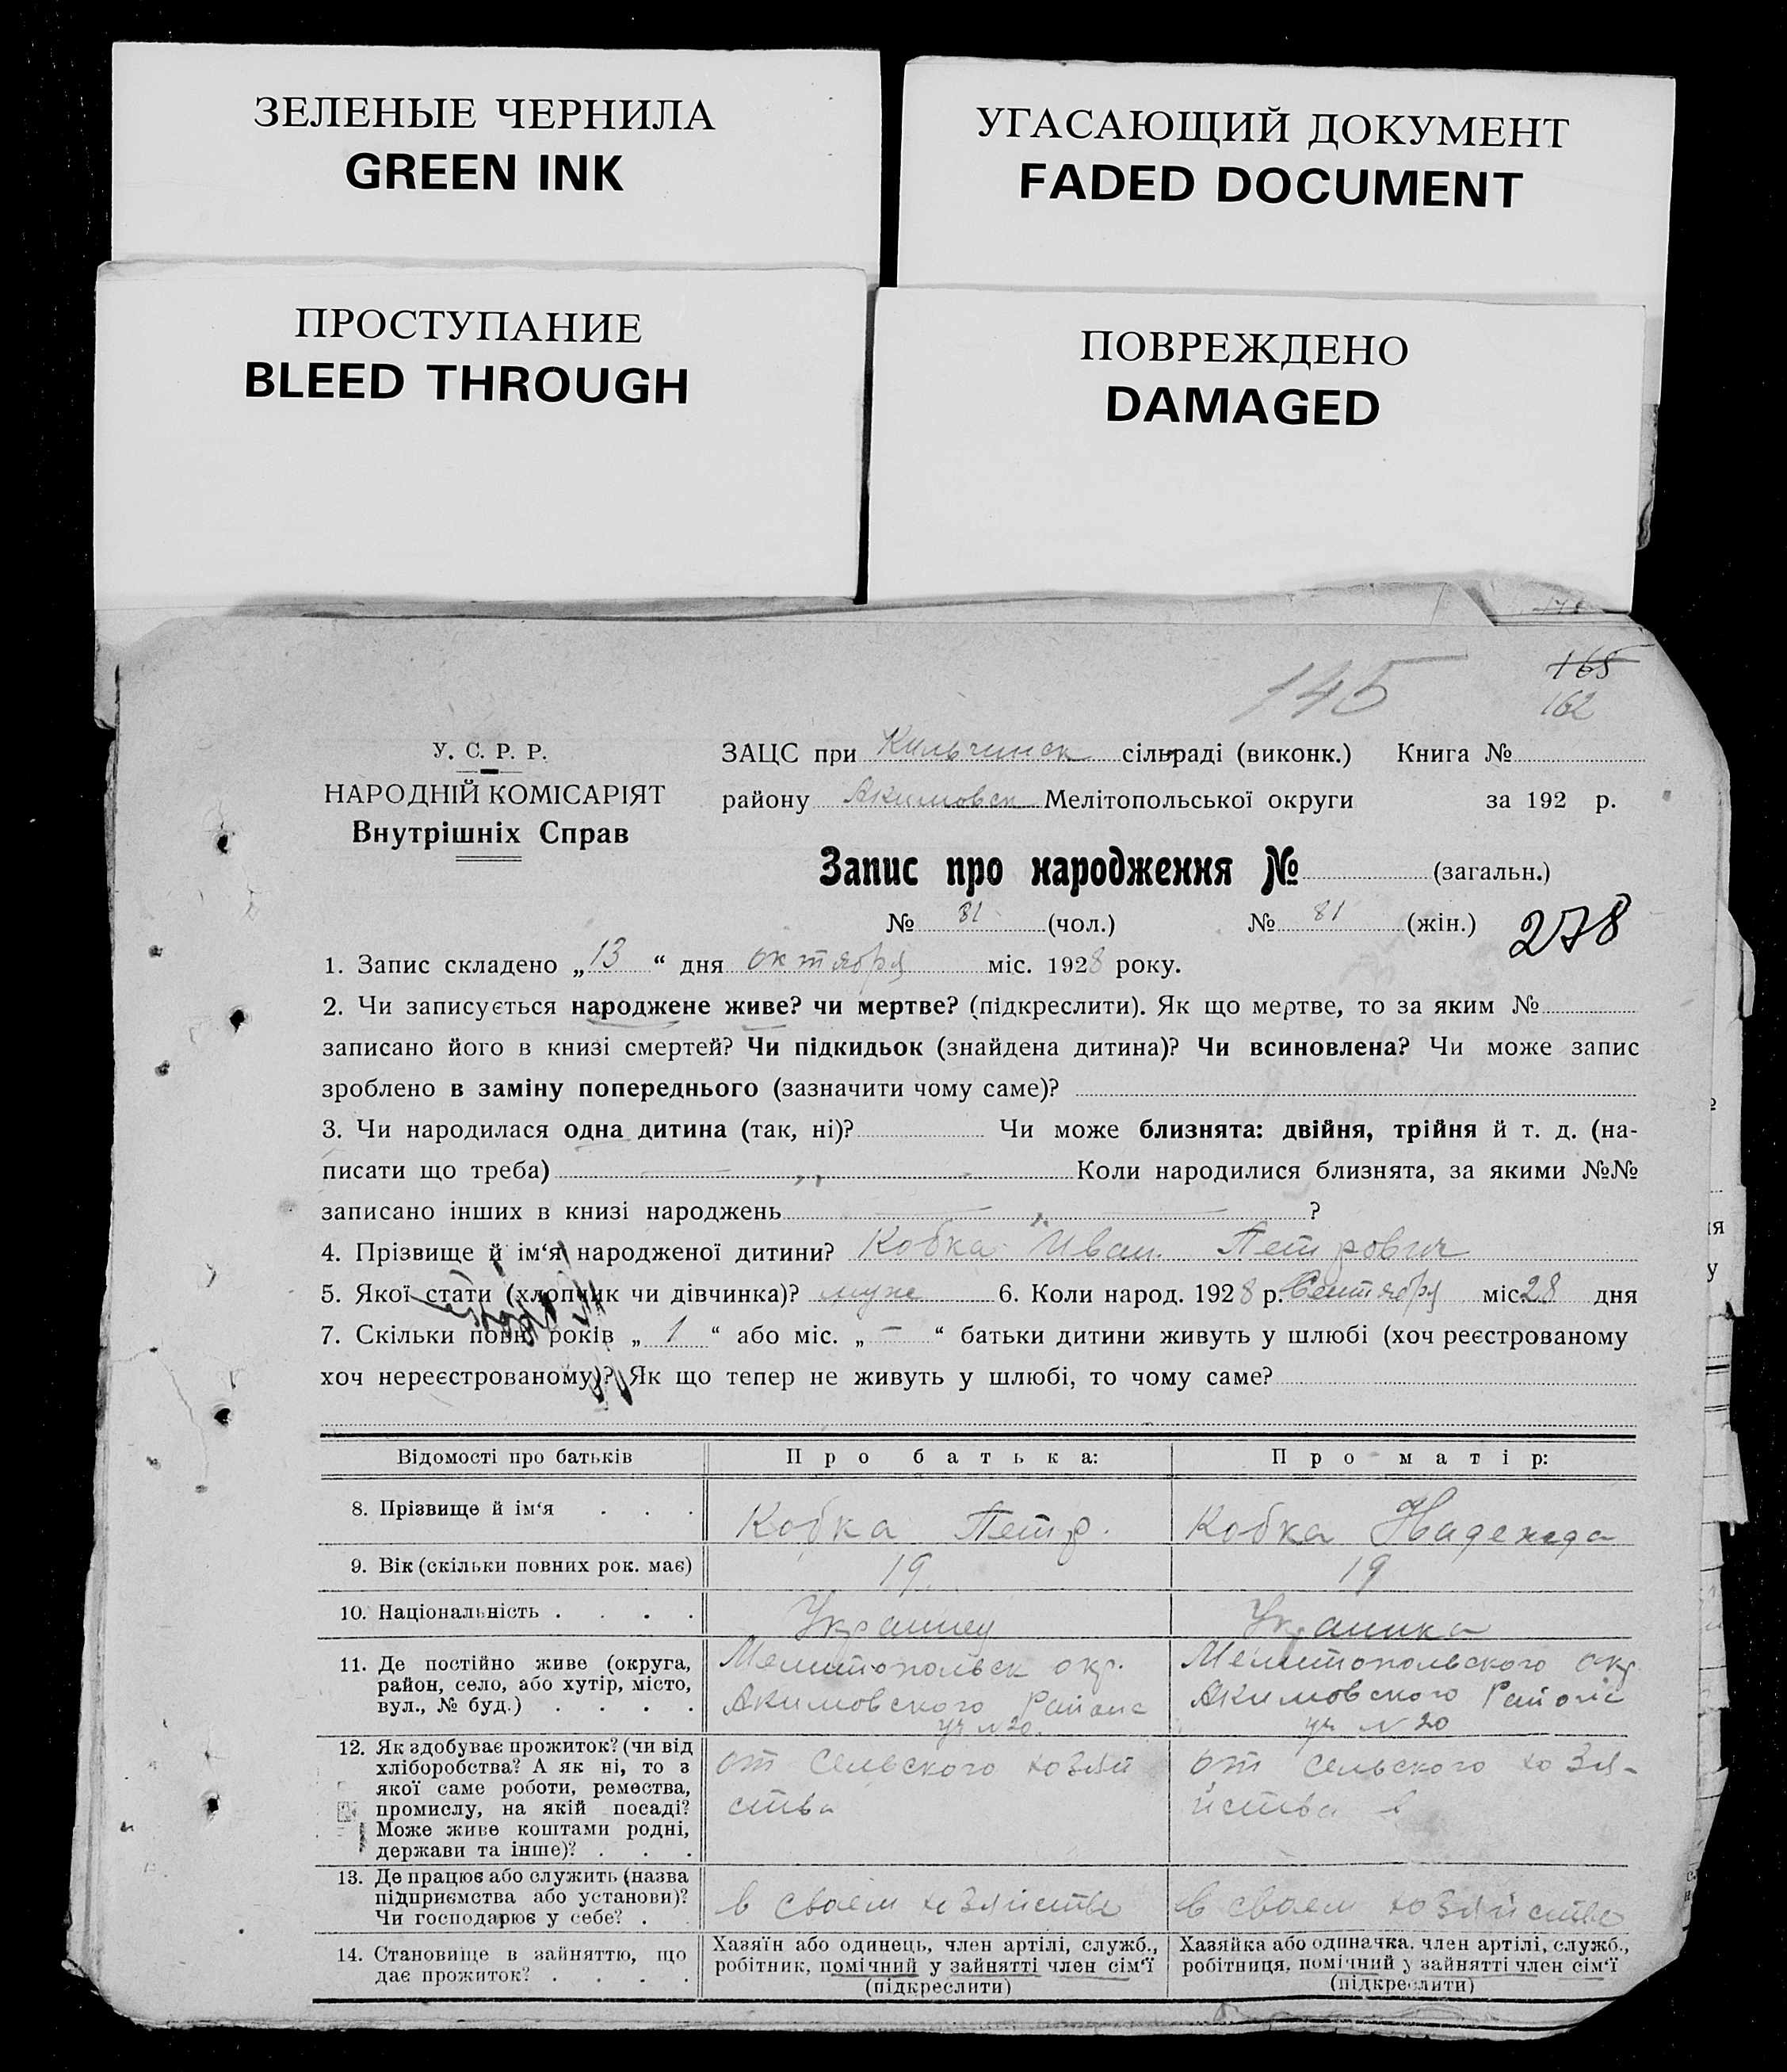 ЗЕЛЕНЫЕ ЧЕРНИЛА
GREEN INK
УГАСАЮЩИЙ ДОКУМЕНТ
FADED DOCUMENT
ПРОСТУПАНИЕ
BLEED THROUGH
ПОВРЕЖДЕНО
DAMAGED
145
165
162
У. С. Р. Р.
НАРОДНІЙ КОМІСАРІЯТ
Внутрішніх Справ
ЗАЦС при Кильчинск сільраді (виконк.) Книга №
району Акимовск Мелітопольської округи за 192 р.
Запис про народження № (загальн.)
№ 81 (чол.) № 81 (жін.) 278
1. Запис складено „13“ дня октября міс. 1928 року.
2. Чи записується народжене живе? чи мертве? (підкреслити). Як що мертве, то за яким №
записано його в книзі смертей? Чи підкидьок (знайдена дитина)? Чи всиновлена? Чи може запис
зроблено в заміну попереднього (зазначити чому саме)?
3. Чи народилася одна дитина (так, ні)? Чи може близнята: двійня, трійня й т. д. (на-
писати що треба) Коли народилися близнята, за якими №№
записано інших в книзі народжень ?
4. Прізвище й ім‘я народженої дитини? Кобка Иван Петрович
5. Якої стати (хлопчик чи дівчинка)? муже 6. Коли народ. 1928 р. Сентября міс 28 дня
7. Скільки повн. років „ 1 “ або міс. „ – “ батьки дитини живуть у шлюбі (хоч реєстрованому
хоч нереєстрованому)? Як що тепер не живуть у шлюбі, то чому саме?
Відомості про батьків Про батька: Про матір:
8. Прізвище й ім‘я . . . Кобка Петр. Кобка Надежда
9. Вік (скільки повних рок. має) 19 19
10. Національність . . . . Украинец Украинка
11. Де постійно живе (округа,
район, село, або хутір, місто,
вул., № буд.) . . . .
Мелитопольск окр.
Акимовского Района
уч N 20.
Мелитопольского окр
Акимовского Района
уч N 20
12. Як здобуває прожиток? (чи від
хліборобства? А як ні, то з
якої саме роботи, ремества,
промислу, на якій посаді?
Може живе коштами родні,
держави та інше)? . . .
от Сельского хозяй
ства
от Сельского хозя-
йства
13. Де працює або служить (назва
підприємства або установи)?
Чи господарює у себе? . .
в своем хозяйстве
в своем хозяйстве
14. Становище в зайняттю, що
дає прожиток? . . . .
Хазяїн або одинець, член артілі, служб.,
робітник, помічний у зайнятті член сім‘ї
(підкреслити)
Хазяйка або одиначка, член артілі, служб.,
робітниця, помічний у зайнятті член сім‘ї
(підкреслити)